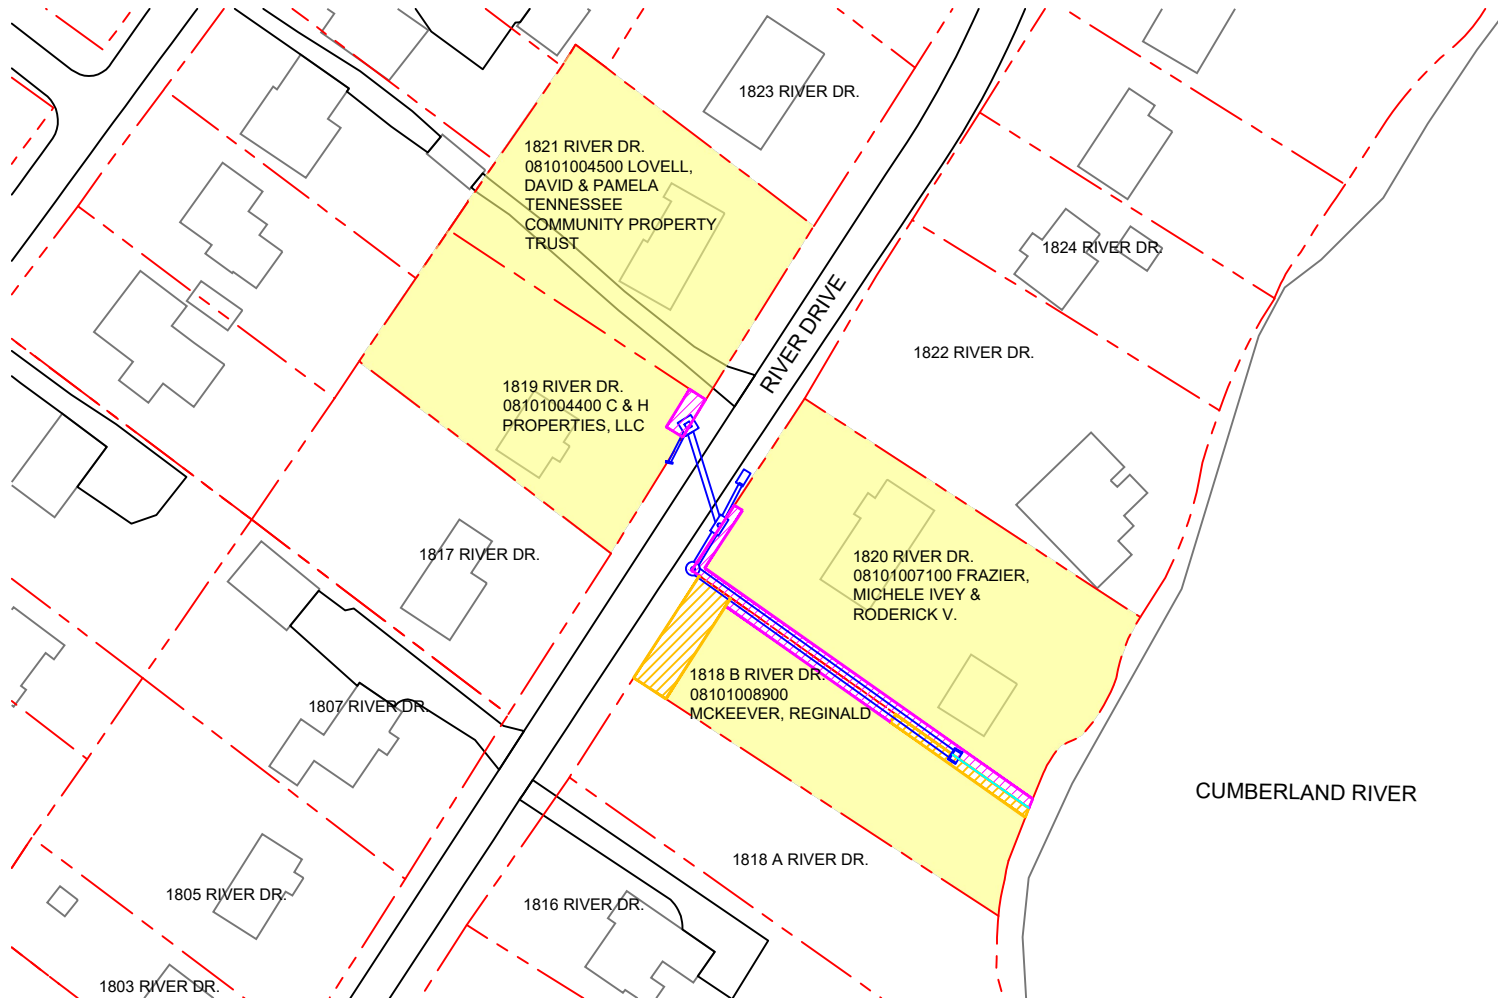 1823 RIVER DR.
1821 RIVER DR.
08101004500 LOVELL,
DAVID & PAMELA
TENNESSEE
COMMUNITY PROPERTY
TRUST
1824 RIVER DR.
RIVER DRIVE
1822 RIVER DR.
1819 RIVER DR.
08101004400 C & H
PROPERTIES, LLC
1817 RIVER DR.
1820 RIVER DR.
08101007100 FRAZIER,
MICHELE IVEY &
RODERICK V.
1818 B RIVER DR.
08101008900
MCKEEVER, REGINALD
1807 RIVER DR.
CUMBERLAND RIVER
1818 A RIVER DR.
1805 RIVER DR.
1816 RIVER DR.
1803 RIVER DR.